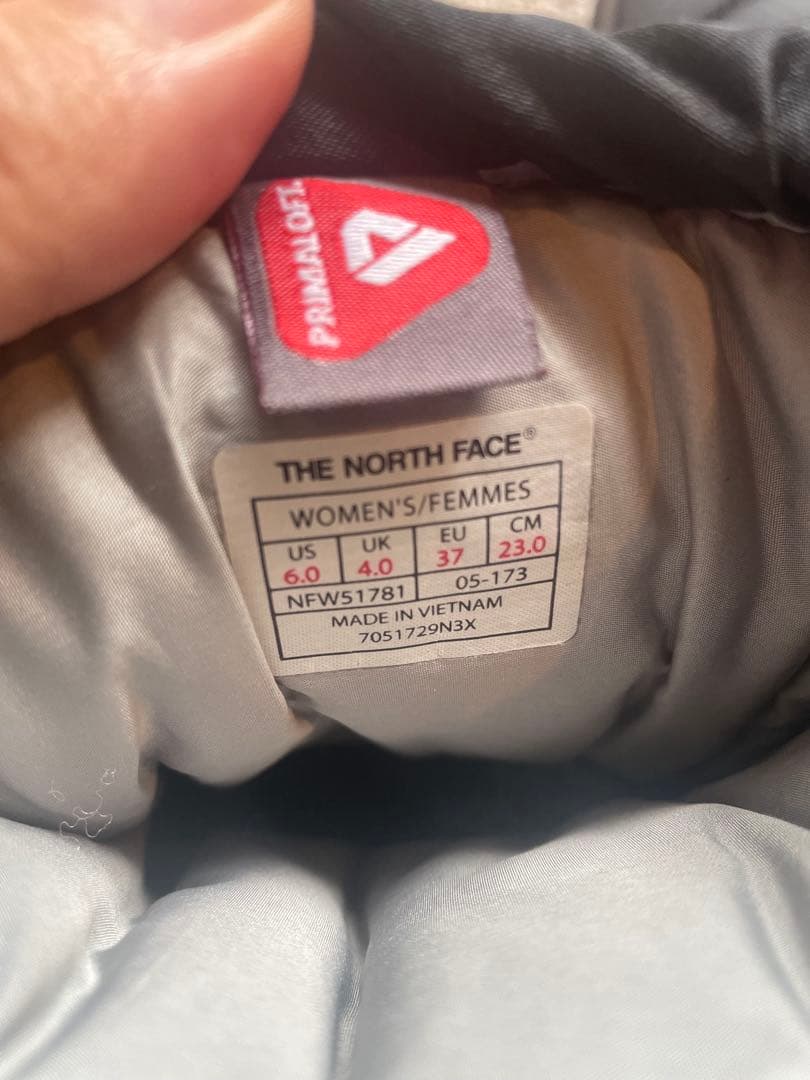 PRIMALOFT.
THE NORTH FACE®
WOMEN'S/FEMMES
US UK EU CM
6.0 4.0 37 23.0
NFW51781 05-173
MADE IN VIETNAM
7051729N3X